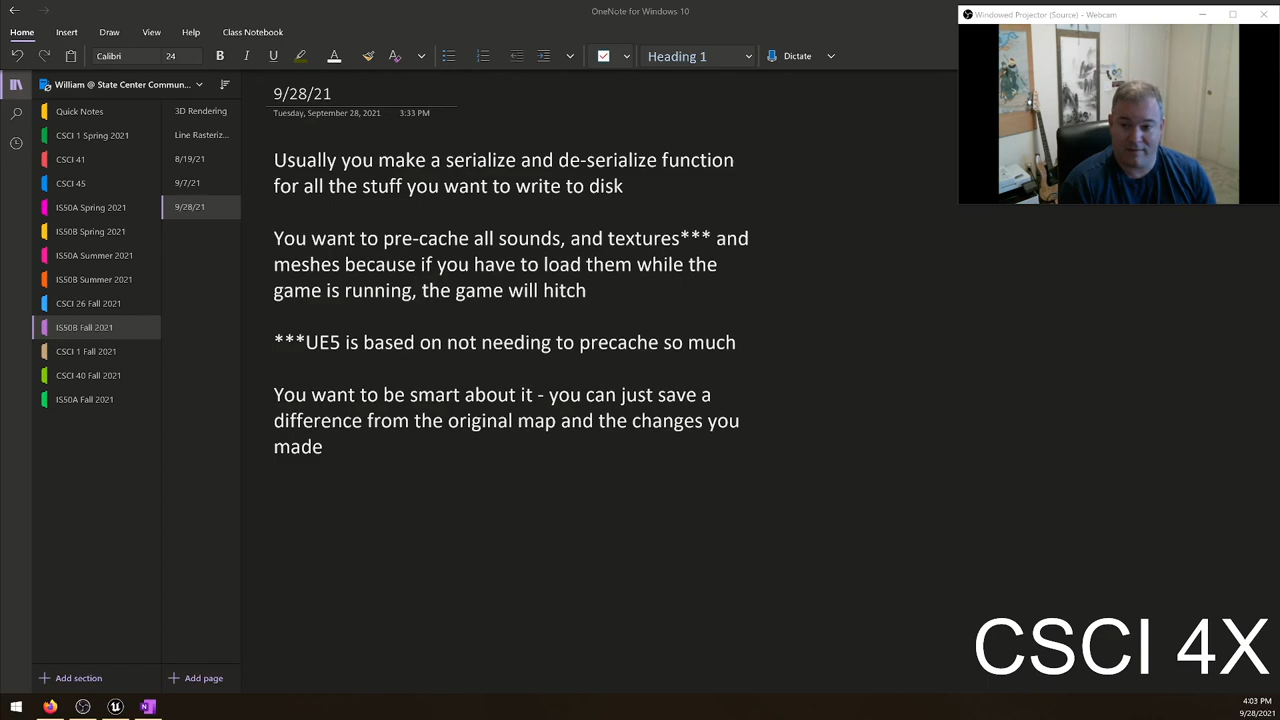 OneNote for Windows 10
Windowed Projector (Source) - Webcam
Home Insert Draw View Help Class Notebook
Calibri 24 B I U A A Heading 1 Dictate
William @ State Center Commun...
Quick Notes
CSCI 1 Spring 2021
CSCI 41
CSCI 45
IS50A Spring 2021
IS50B Spring 2021
IS50A Summer 2021
IS50B Summer 2021
CSCI 26 Fall 2021
IS50B Fall 2021
CSCI 1 Fall 2021
CSCI 40 Fall 2021
IS50A Fall 2021
Add section
3D Rendering
Line Rasteriz...
8/19/21
9/7/21
9/28/21
Add page
9/28/21
Tuesday, September 28, 2021 3:33 PM
Usually you make a serialize and de-serialize function
for all the stuff you want to write to disk
You want to pre-cache all sounds, and textures*** and
meshes because if you have to load them while the
game is running, the game will hitch
***UE5 is based on not needing to precache so much
You want to be smart about it - you can just save a
difference from the original map and the changes you
made
CSCI 4X
4:03 PM
9/28/2021